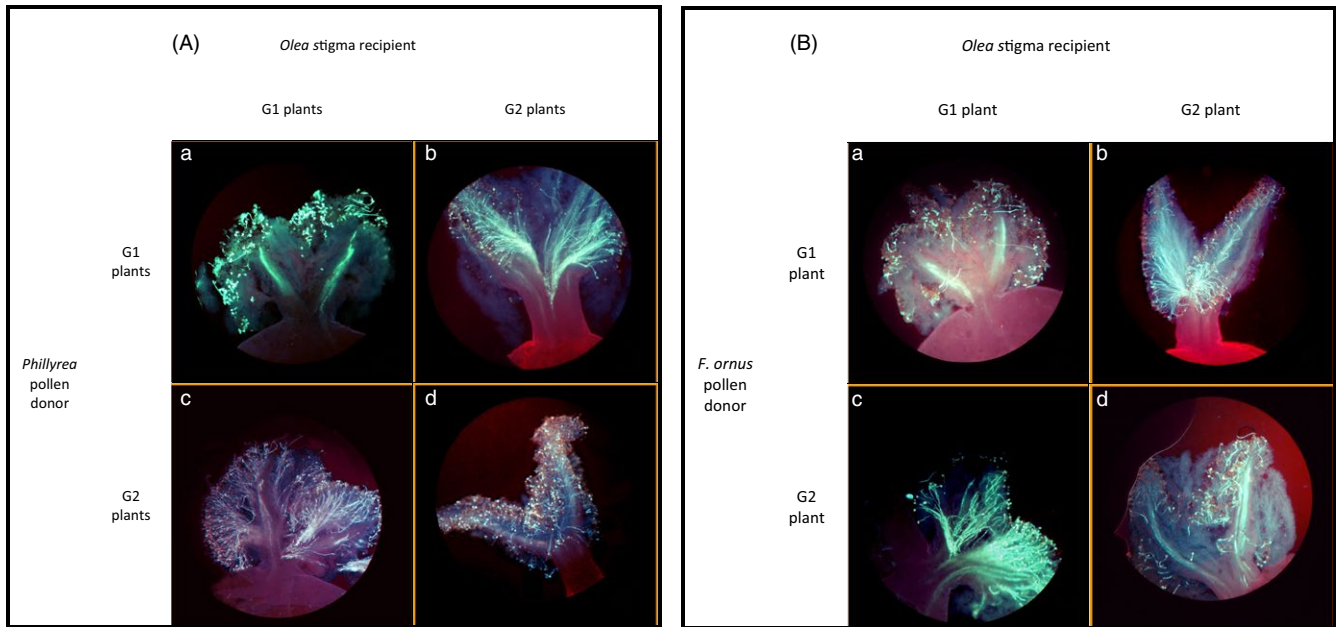 (A)
Olea stigma recipient
G1 plants
G2 plants
a
b
G1
plants
Phillyrea
pollen
donor
c
d
G2
plants
(B)
Olea stigma recipient
G1 plant
G2 plant
a
b
G1
plant
F. ornus
pollen
donor
c
d
G2
plant